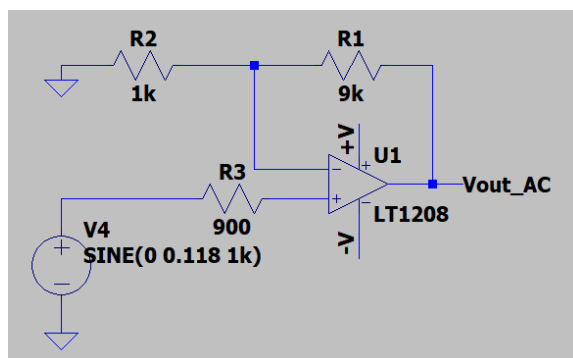 R2
R1
1k
9k
+V
U1
R3
LT1208
Vout_AC
900
-V
V4
SINE(0 0.118 1k)